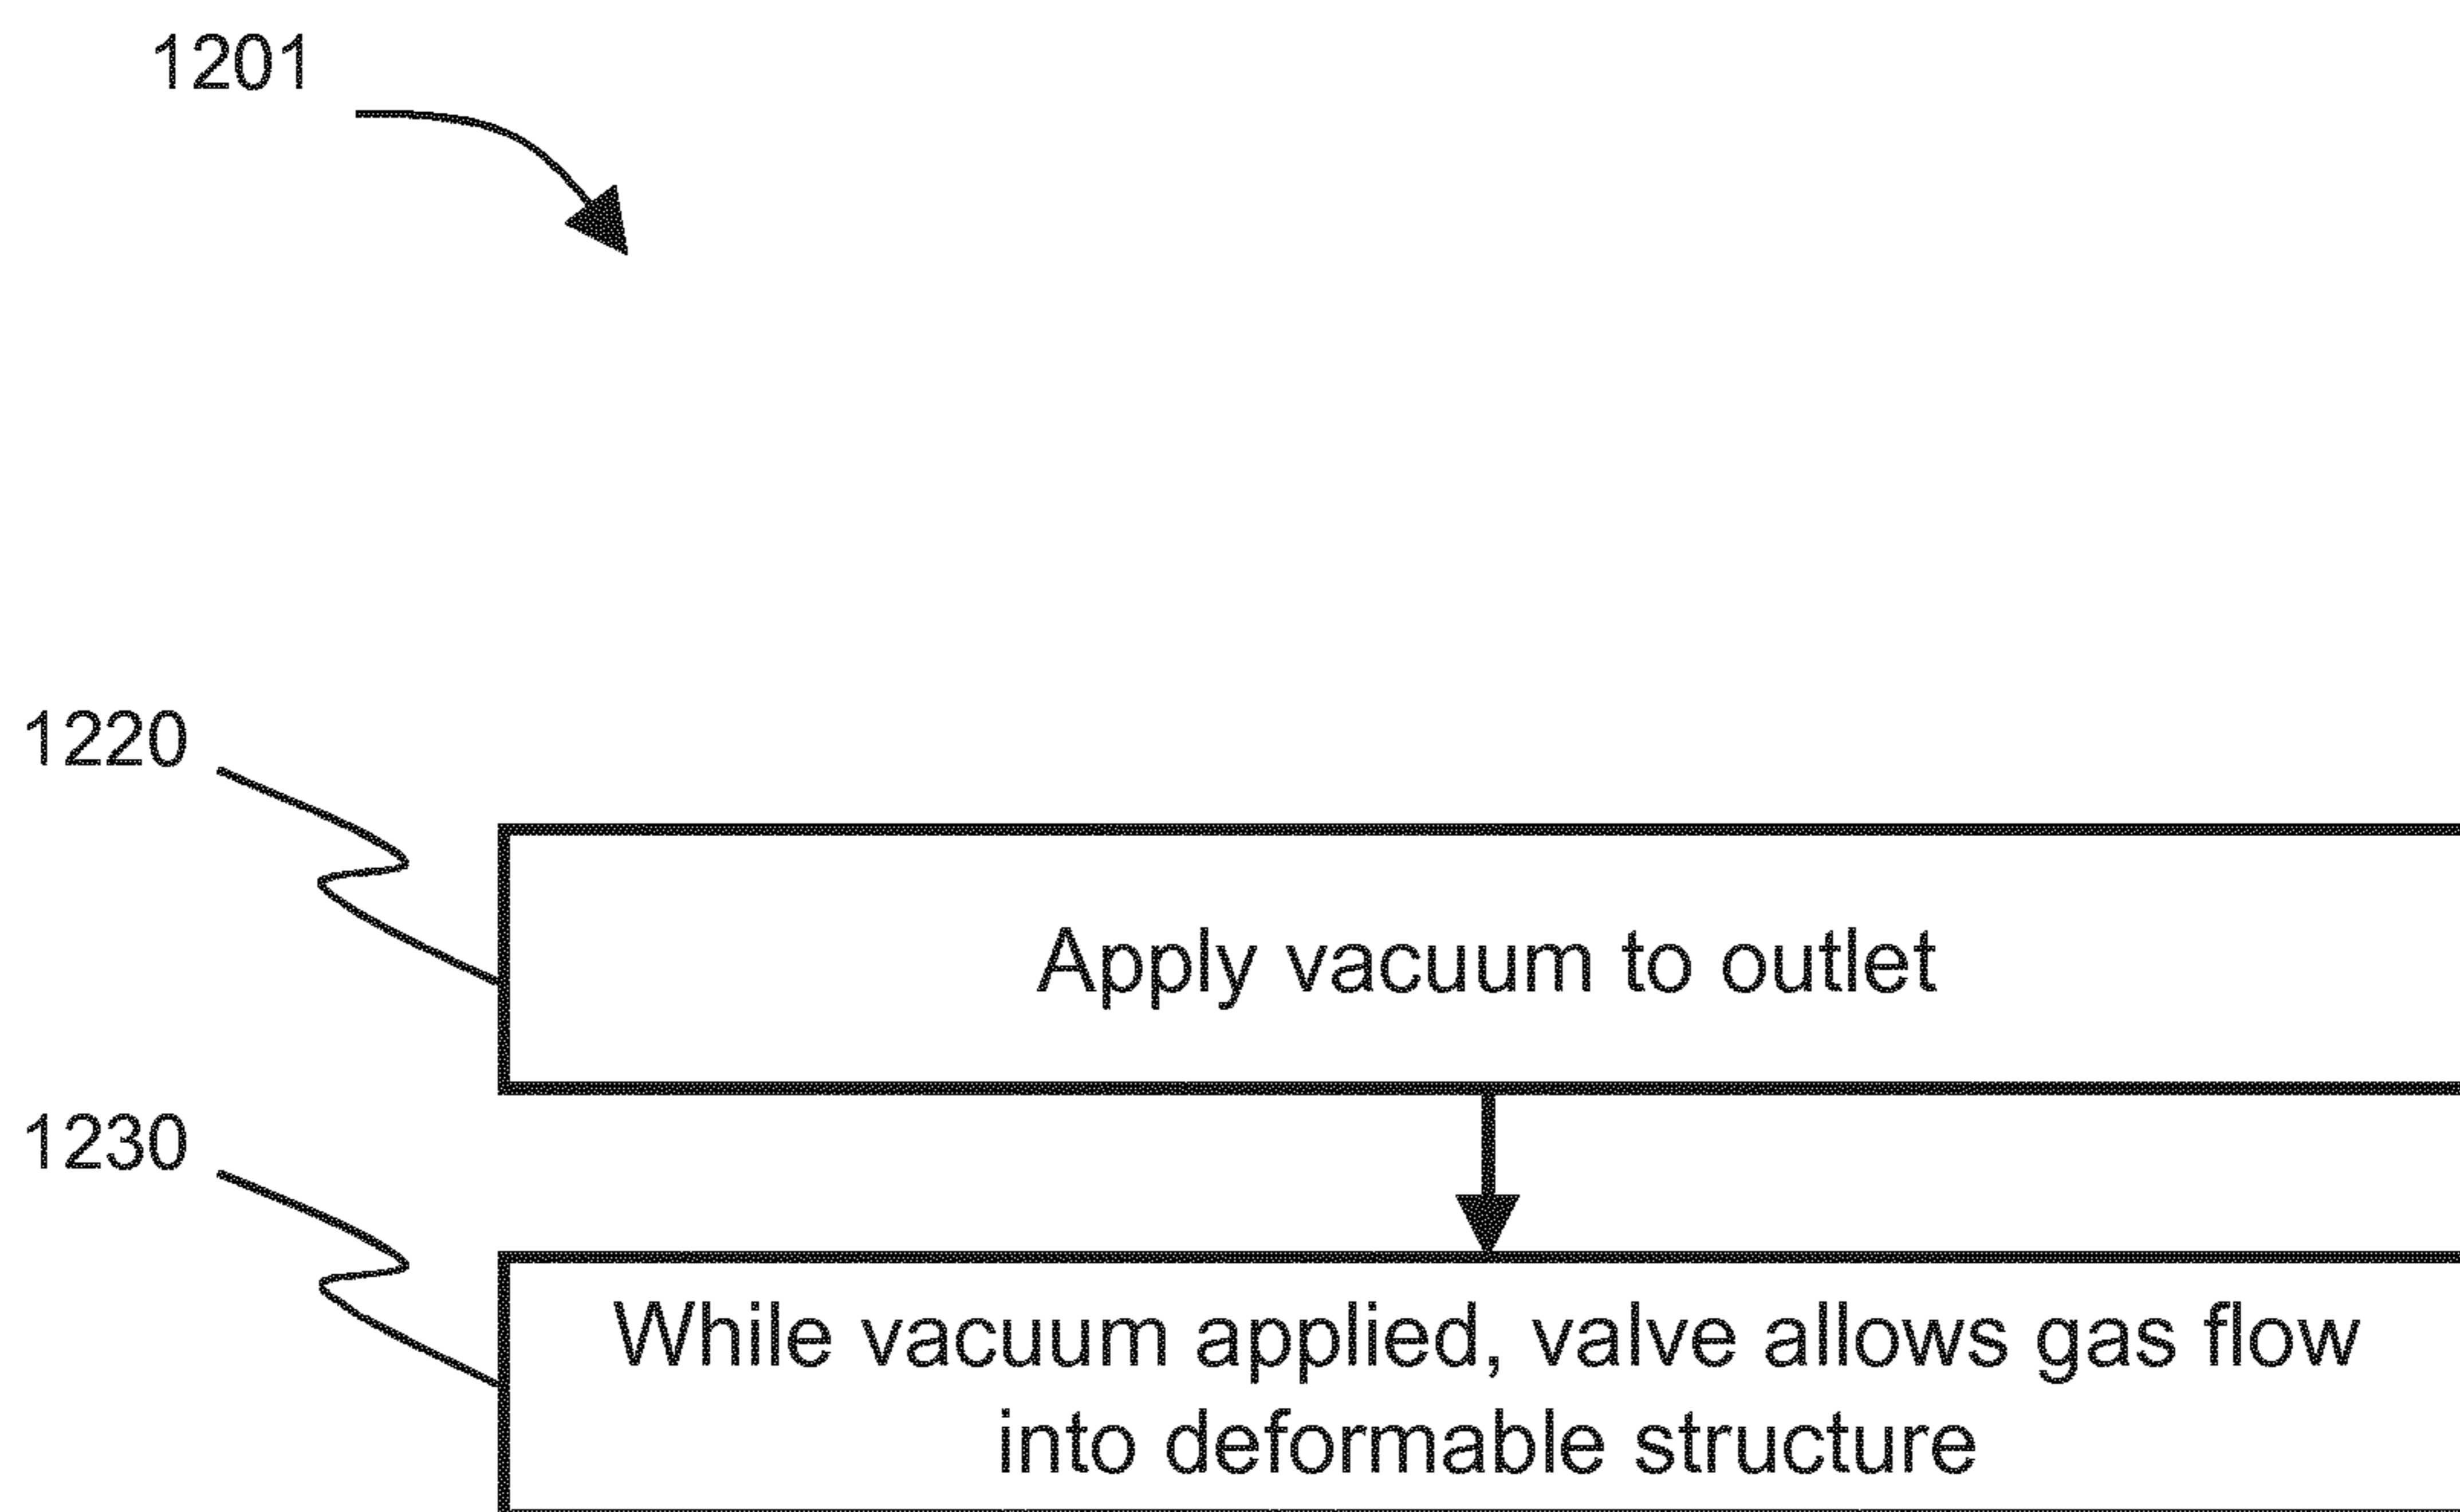 1201
1220
Apply vacuum to outlet
1230
While vacuum applied, valve allows gas flow
into deformable structure